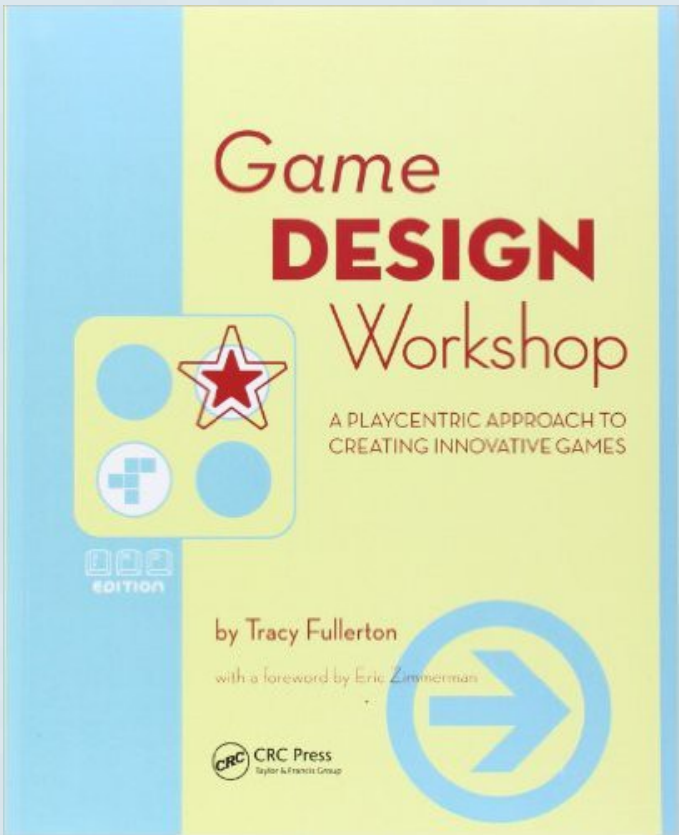 Game
DESIGN
Workshop
A PLAYCENTRIC APPROACH TO
CREATING INNOVATIVE GAMES
EDITION
by Tracy Fullerton
with a foreword by Eric Zimmerman
CRC CRC Press
Taylor & Francis Group